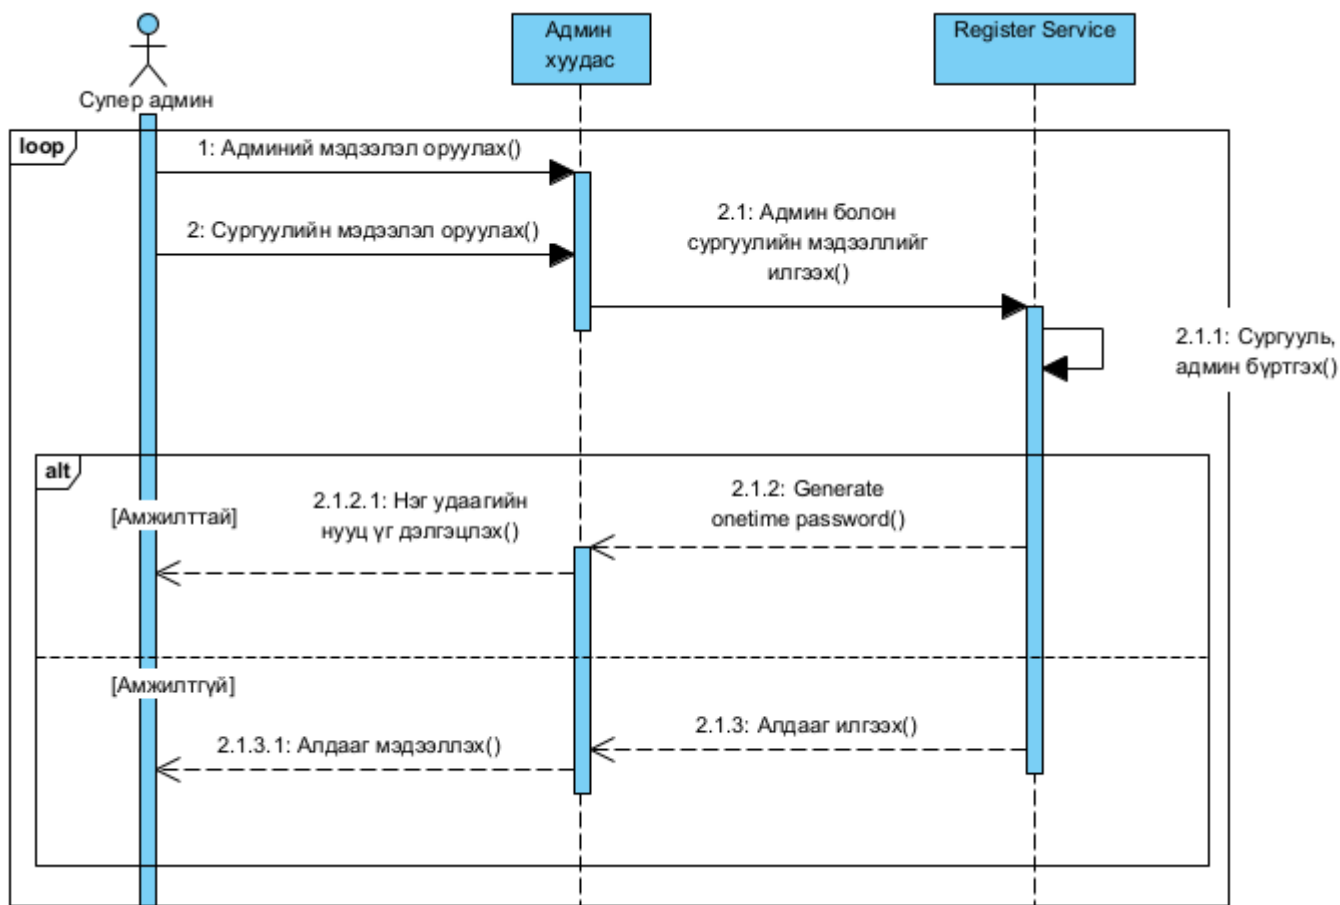 Супер админ
Админ
хуудас
Register Service
loop
1: Админий мэдээлэл оруулах()
2: Сургуулийн мэдээлэл оруулах()
2.1: Админ болон
сургуулийн мэдээллийг
илгээх()
2.1.1: Сургууль,
админ бүртгэх()
alt
[Амжилттай]
2.1.2.1: Нэг удаагийн
нууц үг дэлгэцлэх()
2.1.2: Generate
onetime password()
[Амжилтгүй]
2.1.3.1: Алдааг мэдээллэх()
2.1.3: Алдааг илгээх()